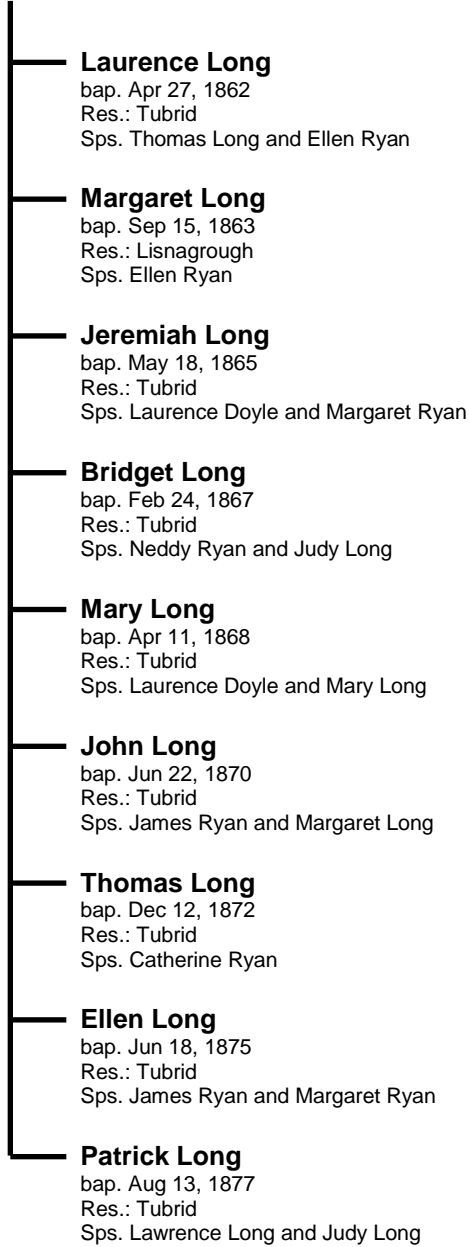 Laurence Long
bap. Apr 27, 1862
Res.: Tubrid
Sps. Thomas Long and Ellen Ryan
Margaret Long
bap. Sep 15, 1863
Res.: Lisnagrough
Sps. Ellen Ryan
Jeremiah Long
bap. May 18, 1865
Res.: Tubrid
Sps. Laurence Doyle and Margaret Ryan
Bridget Long
bap. Feb 24, 1867
Res.: Tubrid
Sps. Neddy Ryan and Judy Long
Mary Long
bap. Apr 11, 1868
Res.: Tubrid
Sps. Laurence Doyle and Mary Long
John Long
bap. Jun 22, 1870
Res.: Tubrid
Sps. James Ryan and Margaret Long
Thomas Long
bap. Dec 12, 1872
Res.: Tubrid
Sps. Catherine Ryan
Ellen Long
bap. Jun 18, 1875
Res.: Tubrid
Sps. James Ryan and Margaret Ryan
Patrick Long
bap. Aug 13, 1877
Res.: Tubrid
Sps. Lawrence Long and Judy Long